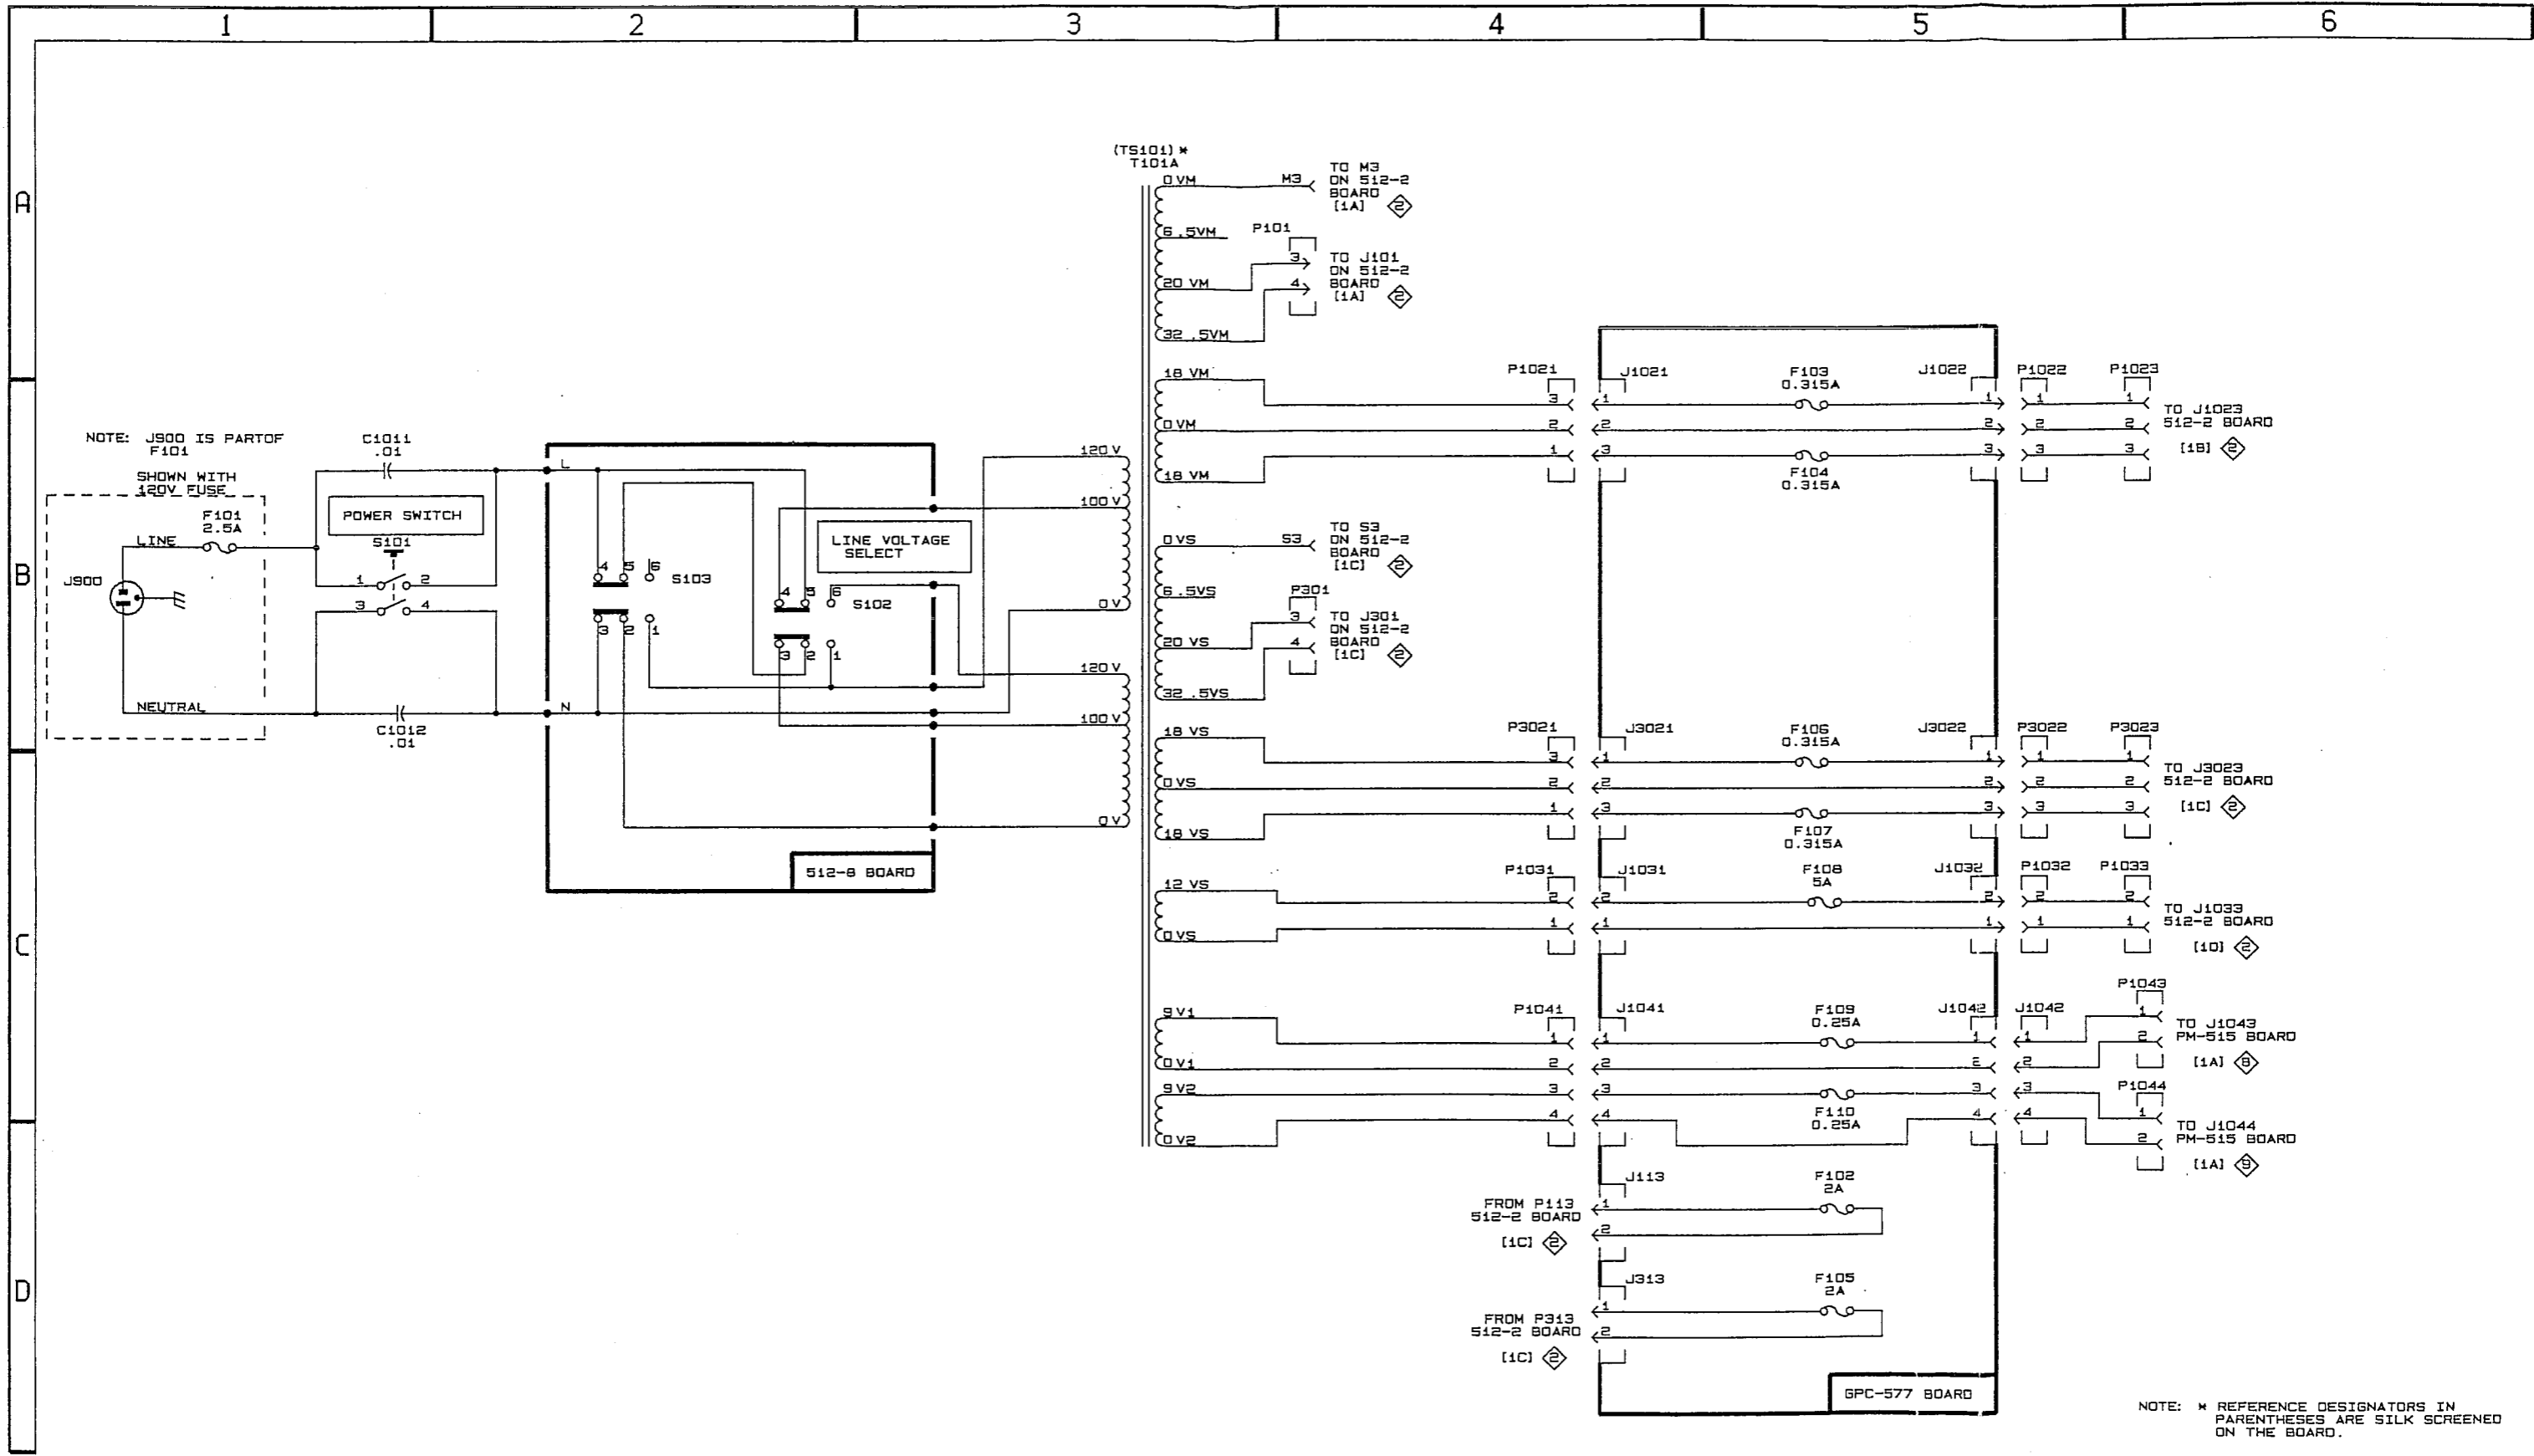 1 2 3 4 5 6
A
B
C
D
(TS101)*
T101A
0 VM
M3
TO M3
ON 512-2
BOARD
[1A] 2
6.5VM
P101
3
4
TO J101
ON 512-2
BOARD
[1A] 2
20 VM
32.5VM
18 VM
0 VM
18 VM
P1021
3
2
1
J1021
1
2
3
F103
0.315A
F104
0.315A
J1022
1
2
3
P1022
1
2
3
P1023
1
2
3
TO J1023
512-2 BOARD
[1B] 2
NOTE: J900 IS PARTOF
F101
SHOWN WITH
120V FUSE
F101
2.5A
LINE
J900
NEUTRAL
C1011
.01
POWER SWITCH
S101
1 2
3 4
C1012
.01
L
N
4 5 6
S103
3 2 1
LINE VOLTAGE
SELECT
4 5 6
S102
3 2 1
512-8 BOARD
120 V
100 V
0 V
120 V
100 V
0 V
0 VS
S3
TO S3
ON 512-2
BOARD
[1C] 2
6.5VS
P301
3
4
TO J301
ON 512-2
BOARD
[1C] 2
20 VS
32.5VS
18 VS
0 VS
18 VS
P3021
3
2
1
J3021
1
2
3
F106
0.315A
F107
0.315A
J3022
1
2
3
P3022
1
2
3
P3023
1
2
3
TO J3023
512-2 BOARD
[1C] 2
12 VS
0 VS
P1031
2
1
J1031
2
1
F108
5A
J1032
2
1
P1032
2
1
P1033
2
1
TO J1033
512-2 BOARD
[1D] 2
9 V1
0 V1
9 V2
0 V2
P1041
1
2
3
4
J1041
1
2
3
4
F109
0.25A
F110
0.25A
J1042
1
2
3
4
J1042
1
2
3
4
P1043
1
2
TO J1043
PM-515 BOARD
[1A] 8
P1044
1
2
TO J1044
PM-515 BOARD
[1A] 9
FROM P113
512-2 BOARD
[1C] 2
J113
1
2
F102
2A
FROM P313
512-2 BOARD
[1C] 2
J313
1
2
F105
2A
GPC-577 BOARD
NOTE: * REFERENCE DESIGNATORS IN
PARENTHESES ARE SILK SCREENED
ON THE BOARD.